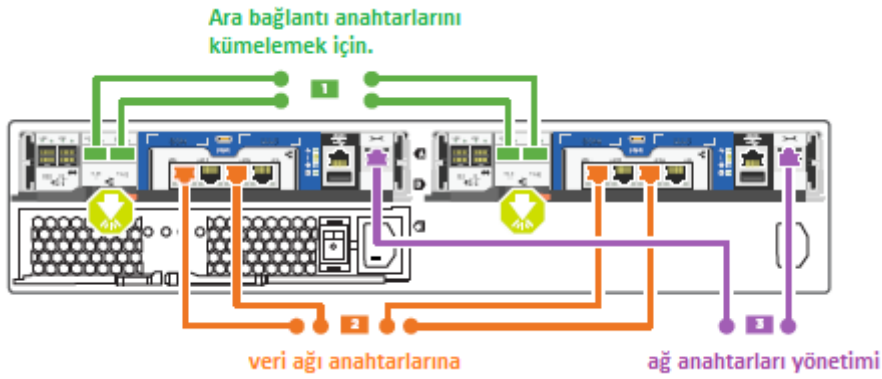 Ara bağlantı anahtarlarını
kümelemek için.
1
2
3
veri ağı anahtarlarına
ağ anahtarları yönetimi